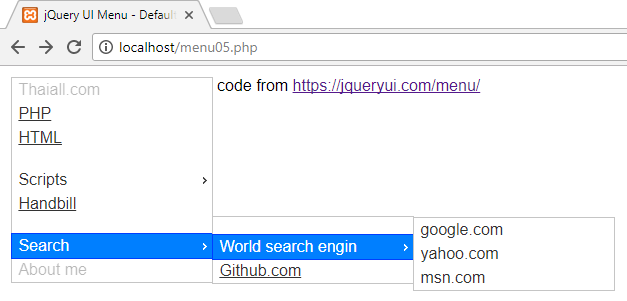 jQuery UI Menu - Defaul
localhost/menu05.php
Thaiall.com
code from https://jqueryui.com/menu/
PHP
HTML
Scripts
Handbill
Search
World search engin
google.com
About me
Github.com
yahoo.com
msn.com